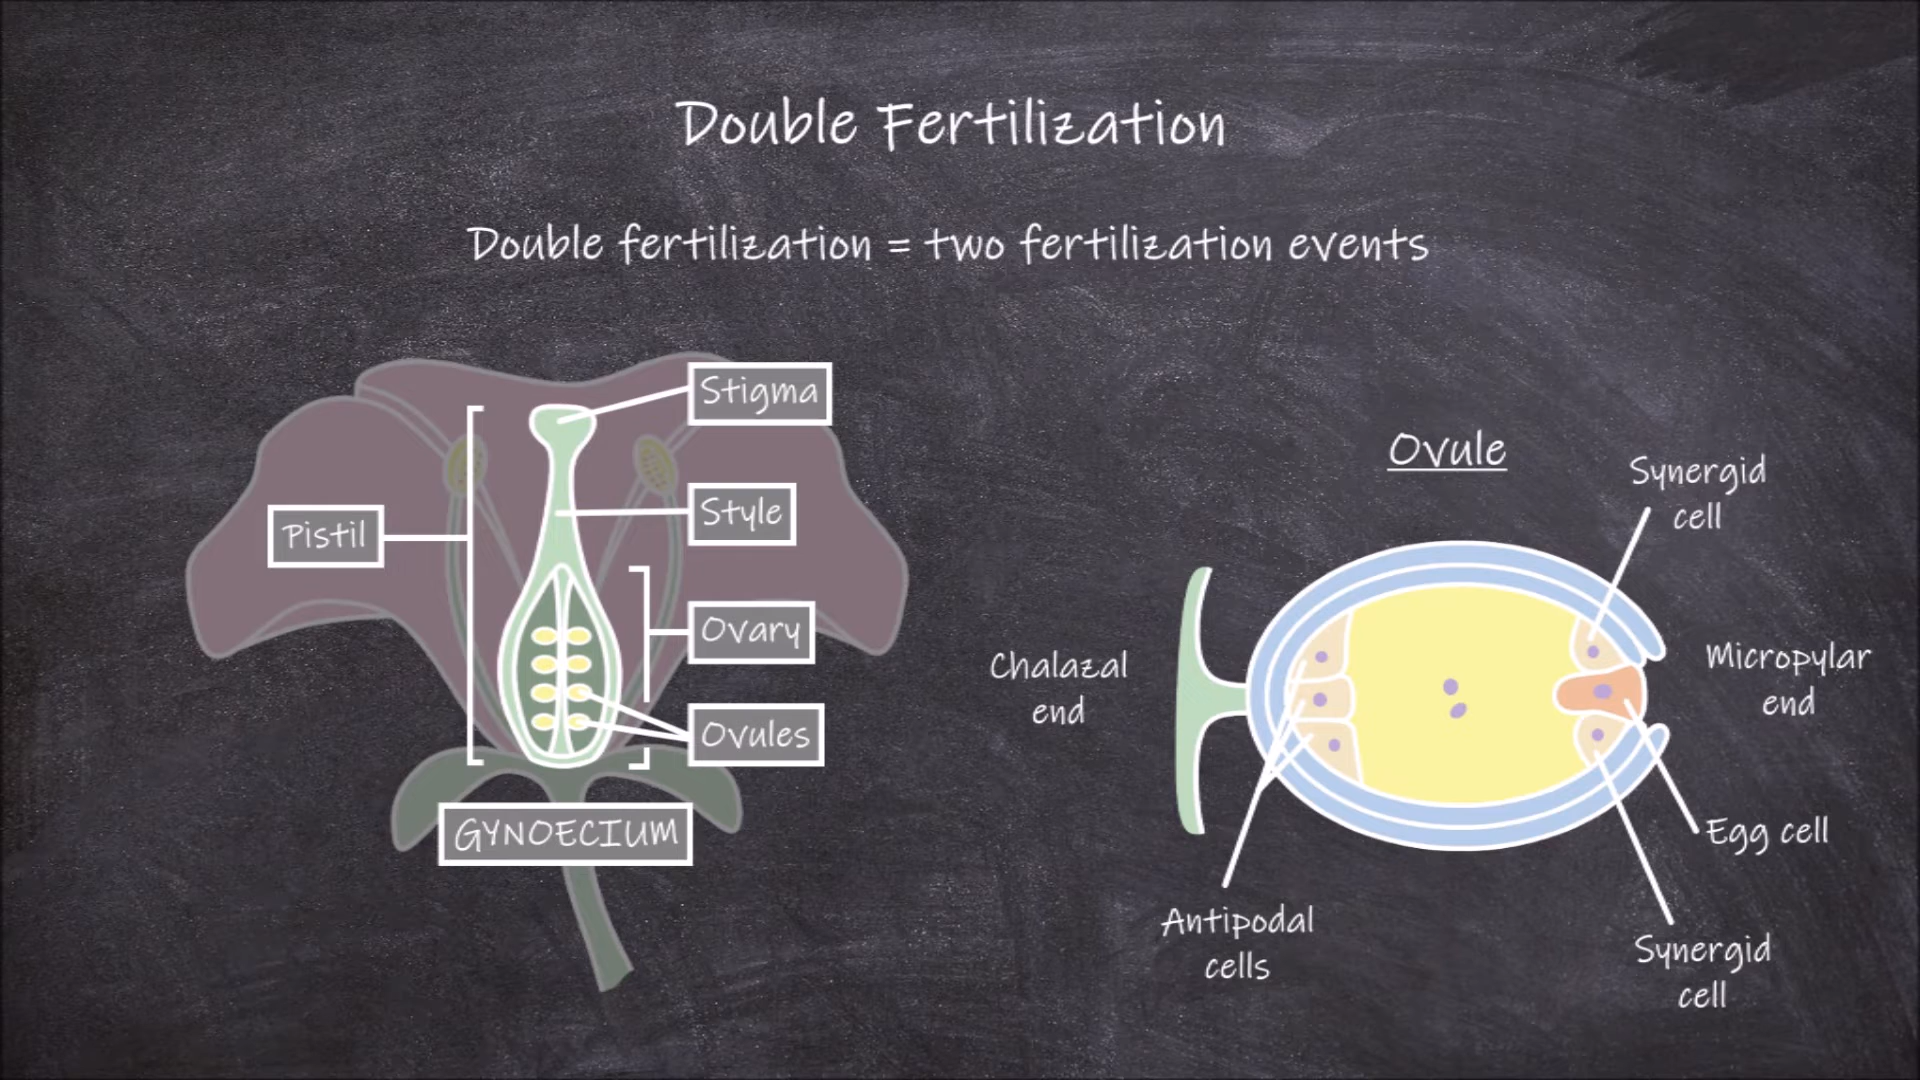 Double Fertilization
Double fertilization = two fertilization events
Stigma
Pistil
Style
Ovary
Ovules
GYNOECIUM
Ovule
Synergid
cell
Chalazal
end
Micropylar
end
Egg cell
Antipodal
cells
Synergid
cell